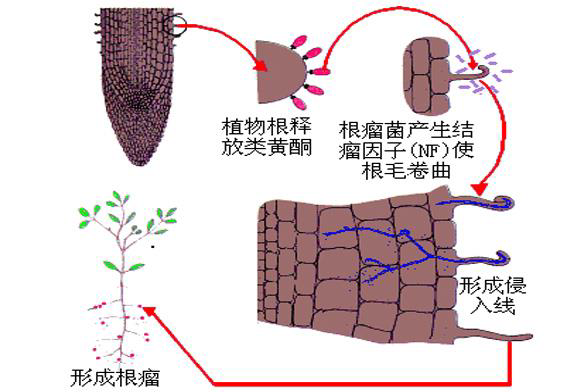 植物根释
放类黄酮
根瘤菌产生结
瘤因子(NF)使
根毛卷曲
形成侵
入线
形成根瘤